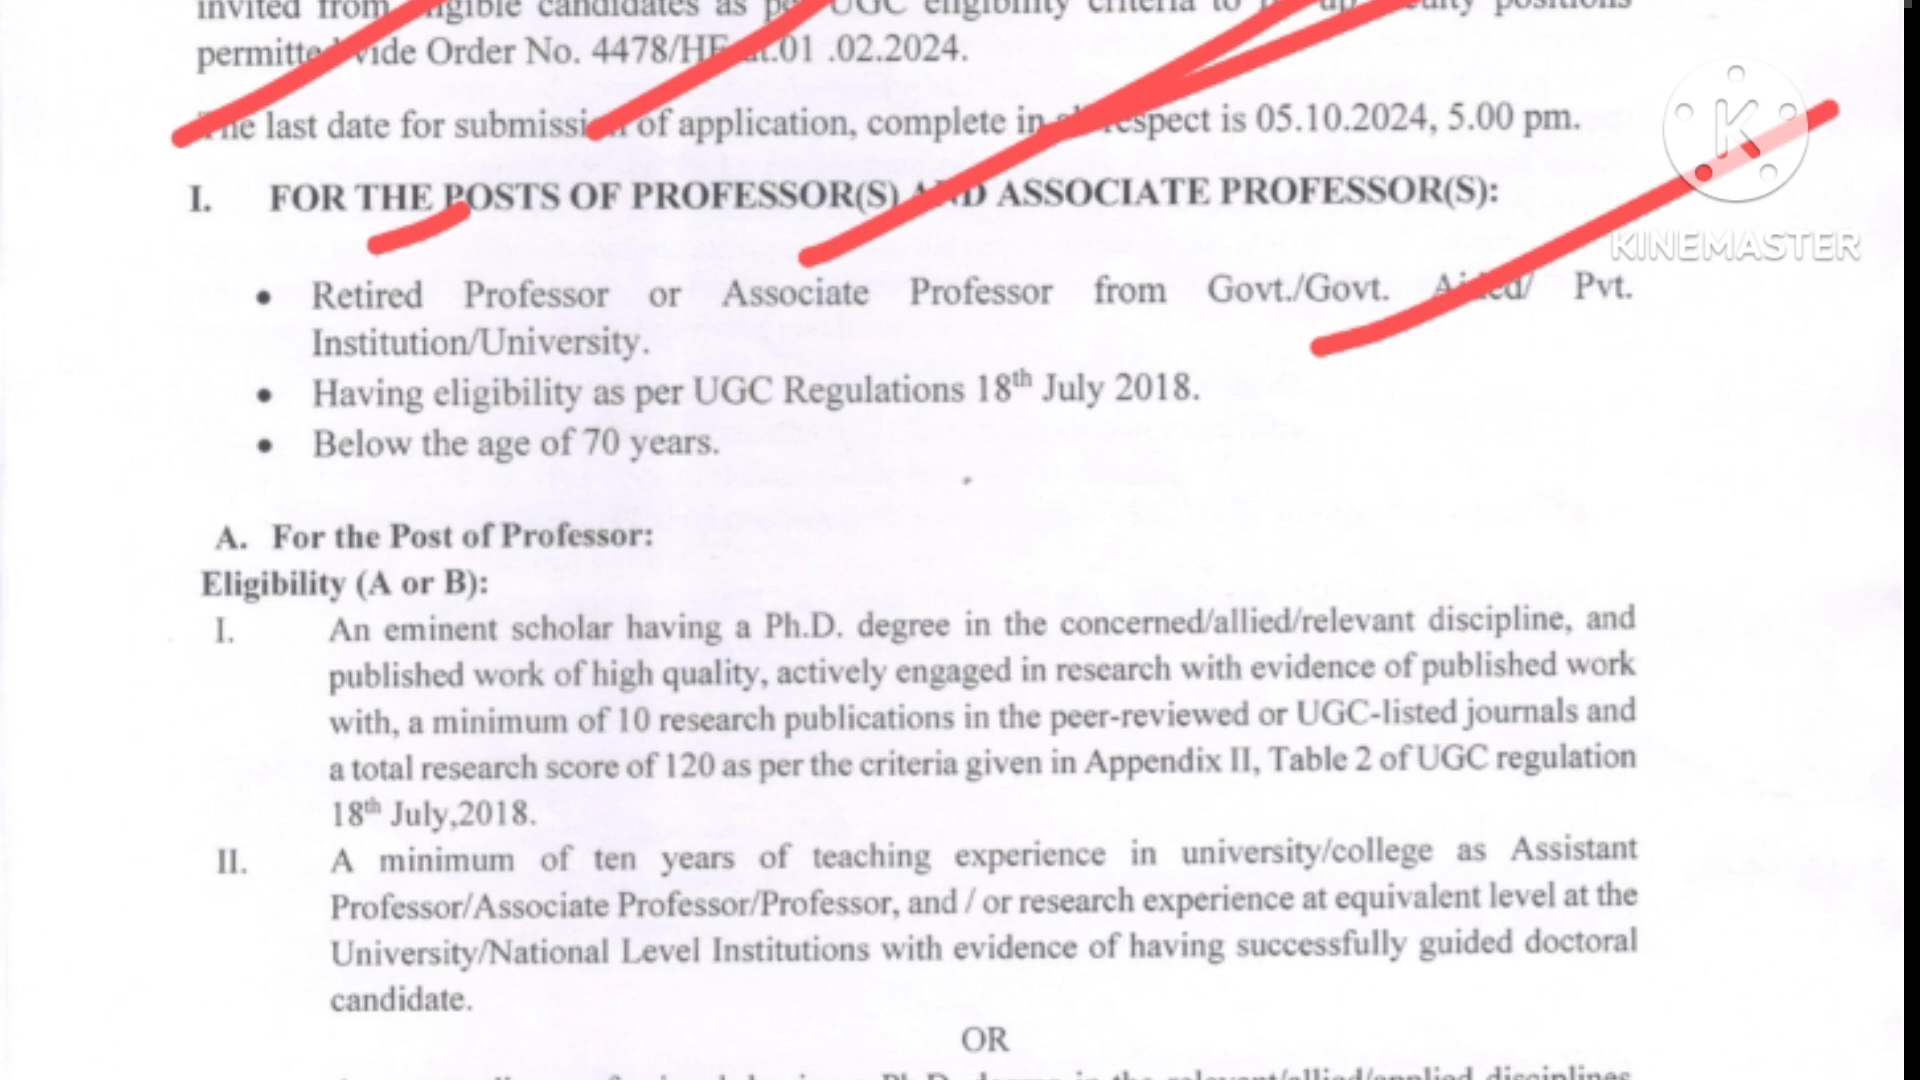 invited from eligible candidates as per UGC eligibility criteria to up faculty positions
permitted vide Order No. 4478/HE dt.01 .02.2024.
The last date for submission of application, complete in all respect is 05.10.2024, 5.00 pm.
I. FOR THE POSTS OF PROFESSOR(S) AND ASSOCIATE PROFESSOR(S):
KINEMASTER
• Retired Professor or Associate Professor from Govt./Govt. Aided/ Pvt.
Institution/University.
• Having eligibility as per UGC Regulations 18th July 2018.
• Below the age of 70 years.
A. For the Post of Professor:
Eligibility (A or B):
I. An eminent scholar having a Ph.D. degree in the concerned/allied/relevant discipline, and
published work of high quality, actively engaged in research with evidence of published work
with, a minimum of 10 research publications in the peer-reviewed or UGC-listed journals and
a total research score of 120 as per the criteria given in Appendix II, Table 2 of UGC regulation
18th July,2018.
II. A minimum of ten years of teaching experience in university/college as Assistant
Professor/Associate Professor/Professor, and / or research experience at equivalent level at the
University/National Level Institutions with evidence of having successfully guided doctoral
candidate.
OR
Ph.D. degree in the relevant/allied/applied disciplines,